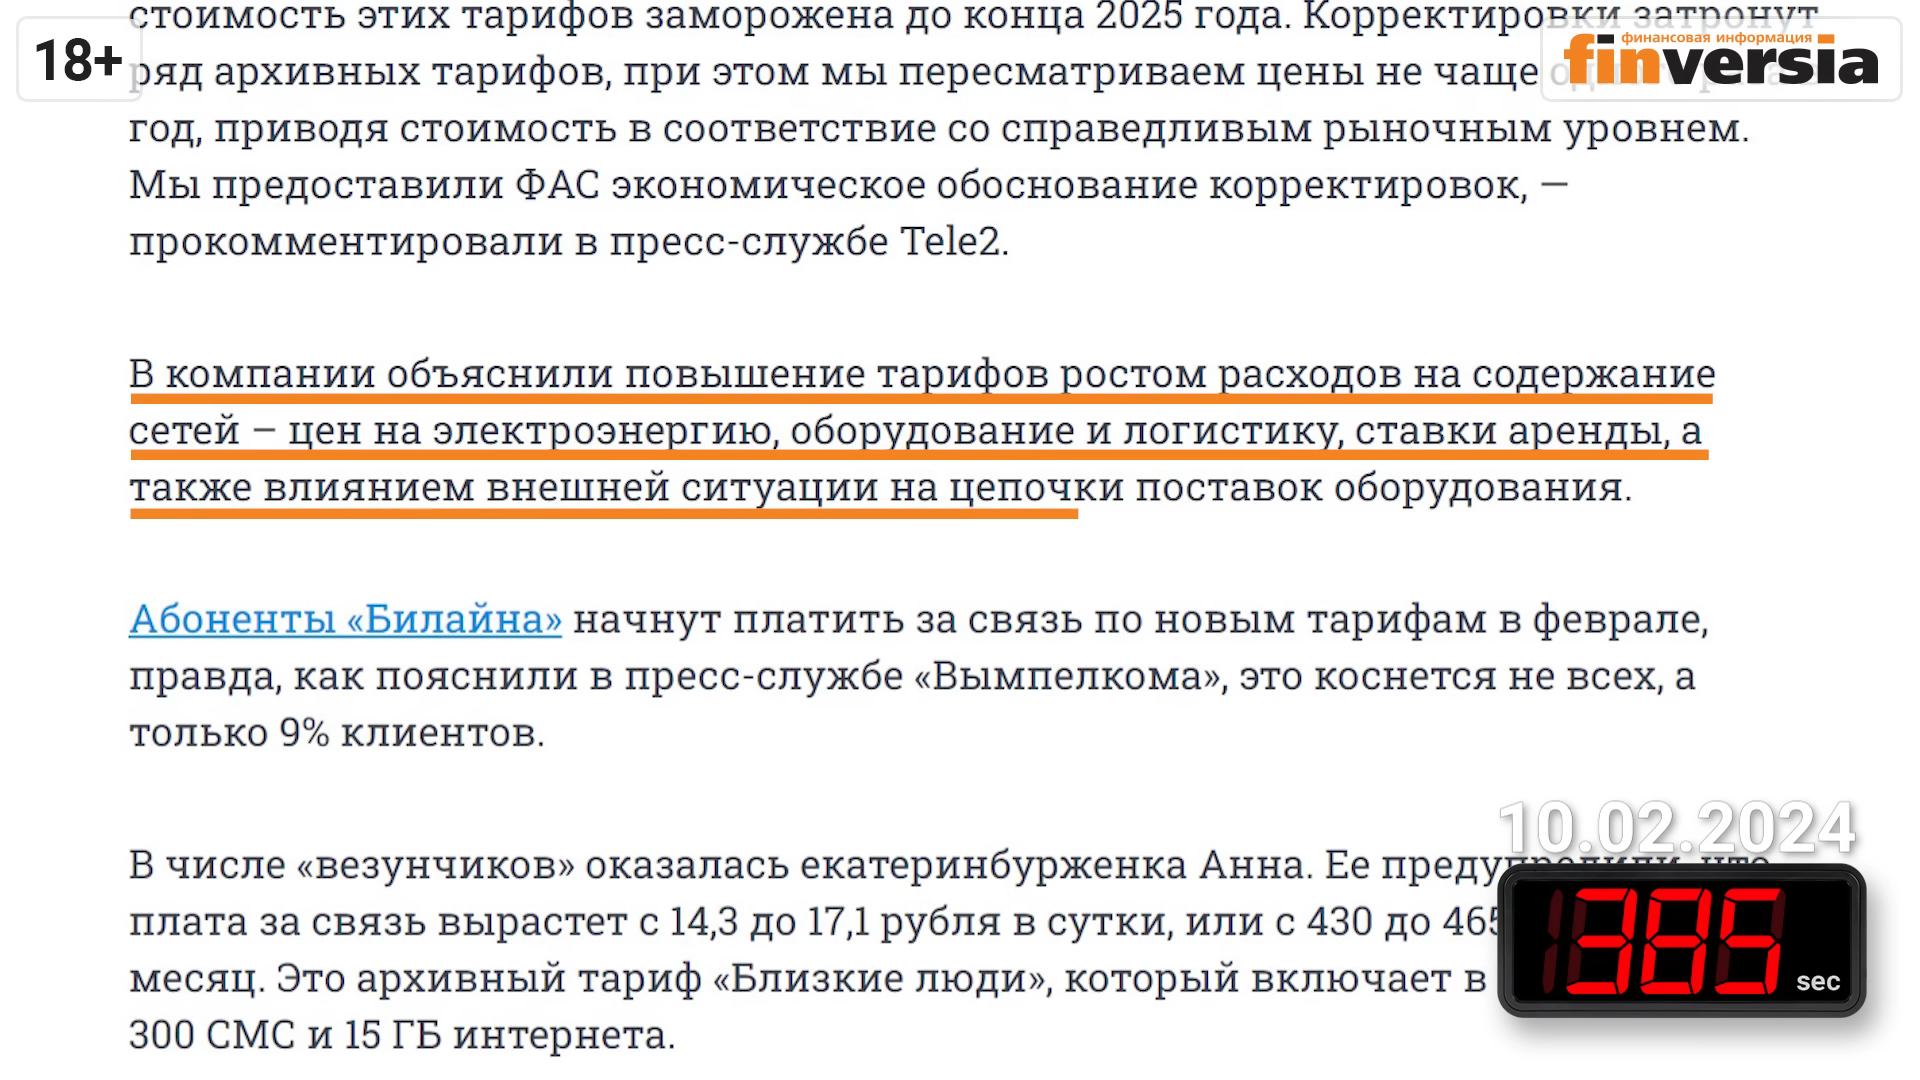 стоимость этих тарифов заморожена до конца 2025 года. Корректировки затронут
18+
финансовая информация
finversia
ряд архивных тарифов, при этом мы пересматриваем цены не чаще
год, приводя стоимость в соответствие со справедливым рыночным уровнем.
Мы предоставили ФАС экономическое обоснование корректировок, —
прокомментировали в пресс-службе Tele2.
В компании объяснили повышение тарифов ростом расходов на содержание
сетей – цен на электроэнергию, оборудование и логистику, ставки аренды, а
также влиянием внешней ситуации на цепочки поставок оборудования.
Абоненты «Билайна» начнут платить за связь по новым тарифам в феврале,
правда, как пояснили в пресс-службе «Вымпелкома», это коснется не всех, а
только 9% клиентов.
10.02.2024
В числе «везунчиков» оказалась екатеринбурженка Анна. Ее предупредили, что
плата за связь вырастет с 14,3 до 17,1 рубля в сутки, или с 430 до 465
385 sec
месяц. Это архивный тариф «Близкие люди», который включает в
300 СМС и 15 ГБ интернета.